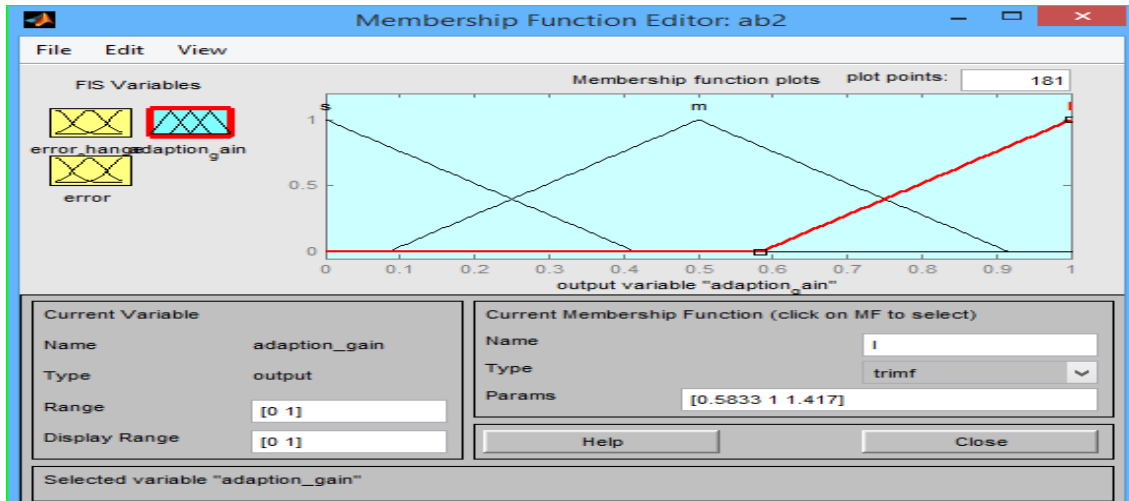 Membership Function Editor: ab2
File Edit View
FIS Variables
Membership function plots plot points: 181
error_hange adaption_gain
error
s m l
1
0.5
0
0 0.1 0.2 0.3 0.4 0.5 0.6 0.7 0.8 0.9 1
output variable "adaption_gain"
Current Variable
Name adaption_gain
Type output
Range [0 1]
Display Range [0 1]
Current Membership Function (click on MF to select)
Name l
Type trimf
Params [0.5833 1 1.417]
Help Close
Selected variable "adaption_gain"